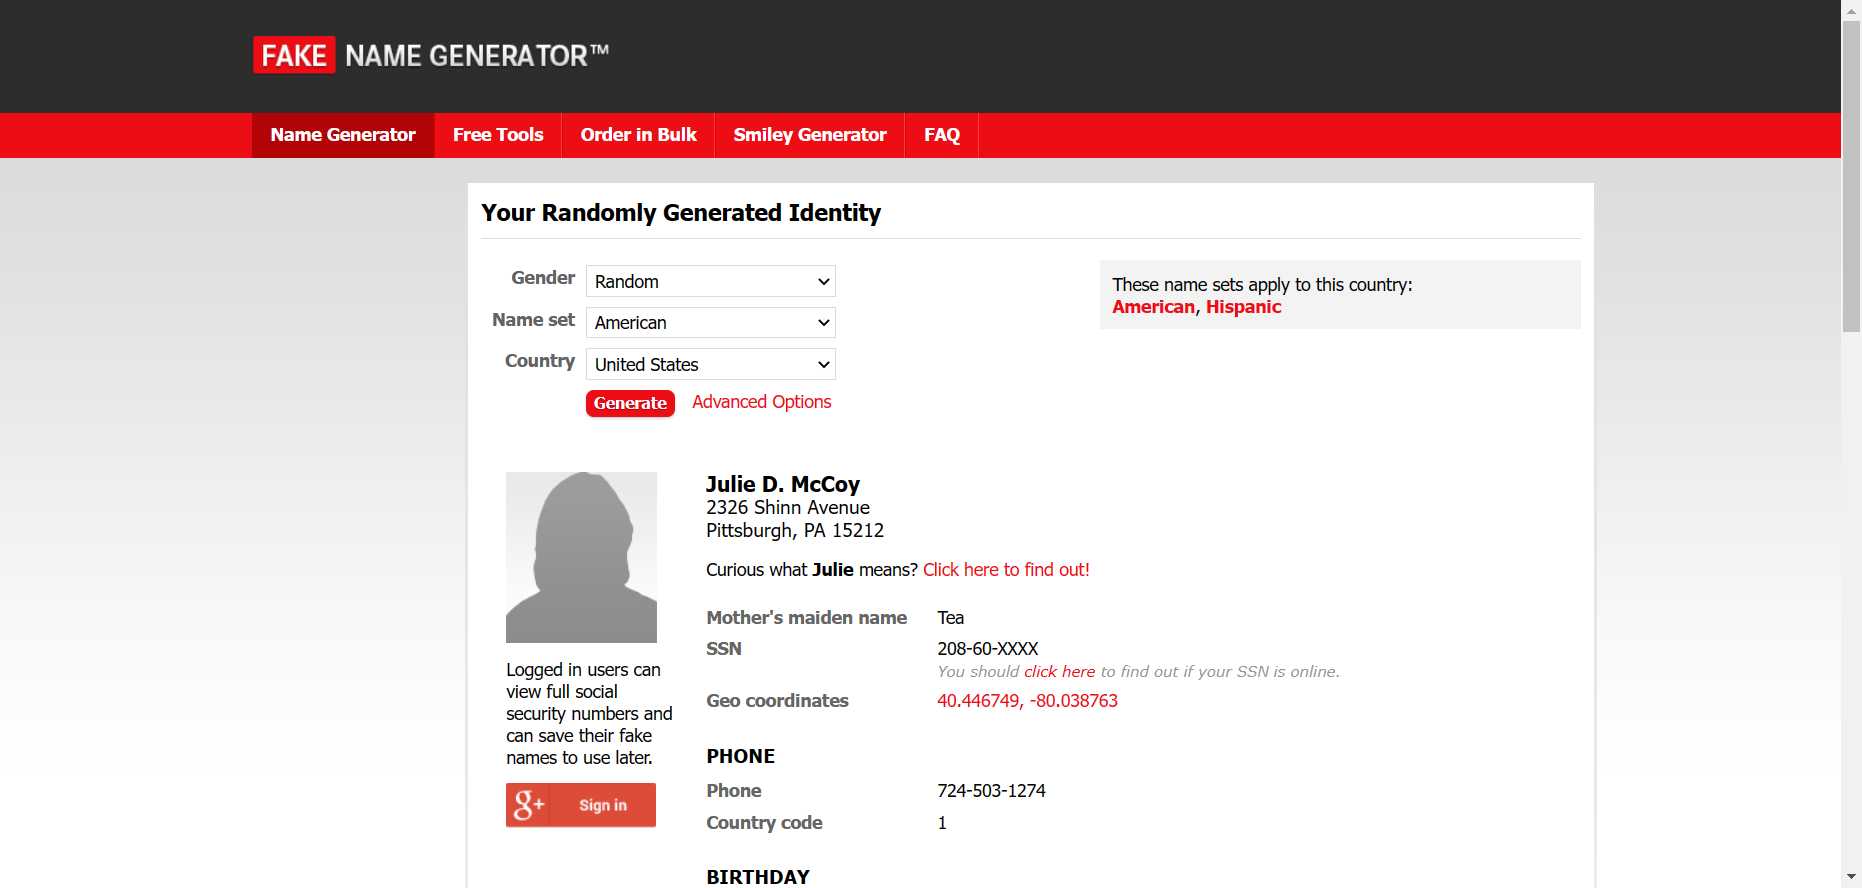 FAKE NAME GENERATOR™
Name Generator
Free Tools
Order in Bulk
Smiley Generator
FAQ
Your Randomly Generated Identity
Gender
Random
Name set
American
Country
United States
Generate
Advanced Options
These name sets apply to this country:
American, Hispanic
Julie D. McCoy
2326 Shinn Avenue
Pittsburgh, PA 15212
Curious what Julie means? Click here to find out!
Mother's maiden name
Tea
SSN
208-60-XXXX
You should click here to find out if your SSN is online.
Geo coordinates
40.446749, -80.038763
Logged in users can
view full social
security numbers and
can save their fake
names to use later.
g+ Sign in
PHONE
Phone
724-503-1274
Country code
1
BIRTHDAY